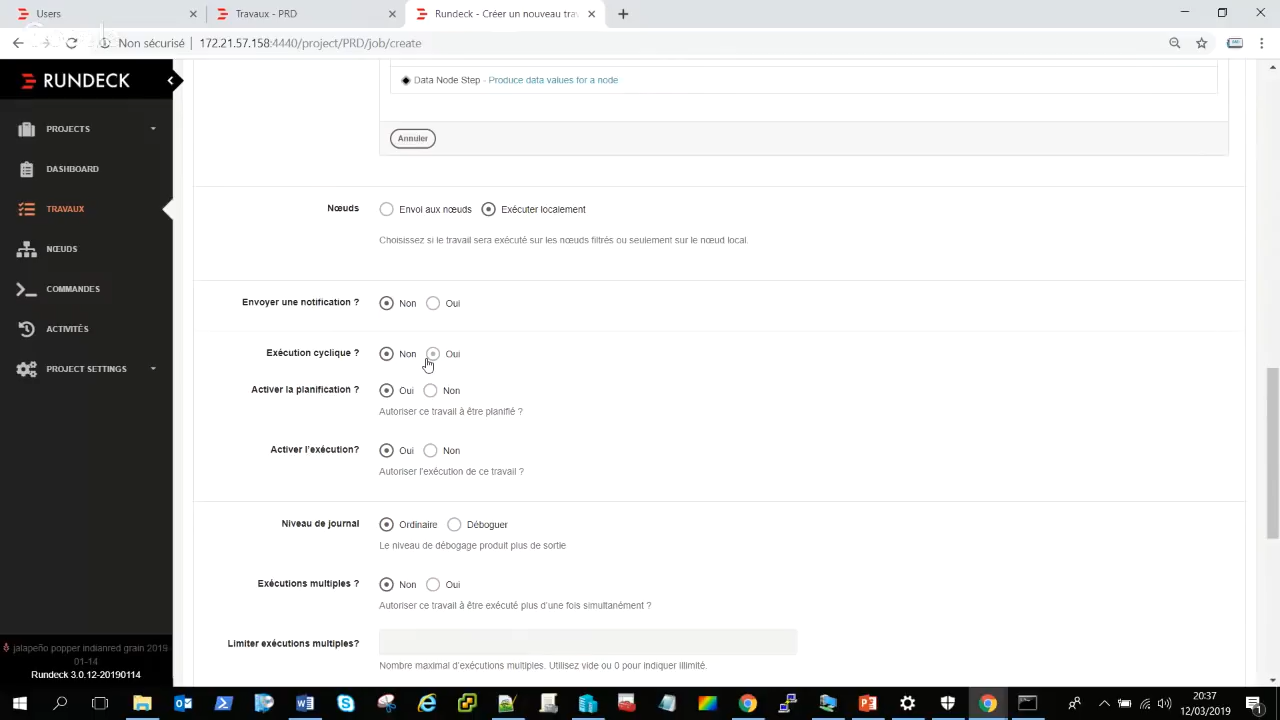 Users
Travaux - PRD
Rundeck - Créer un nouveau tra
Non sécurisé | 172.21.57.158:4440/project/PRD/job/create
RUNDECK
PROJECTS
DASHBOARD
TRAVAUX
NŒUDS
COMMANDES
ACTIVITÉS
PROJECT SETTINGS
Data Node Step - Produce data values for a node
Annuler
Nœuds Envoi aux nœuds Exécuter localement
Choisissez si le travail sera exécuté sur les nœuds filtrés ou seulement sur le nœud local.
Envoyer une notification ? Non Oui
Exécution cyclique ? Non Oui
Activer la planification ? Oui Non
Autoriser ce travail à être planifié ?
Activer l'exécution? Oui Non
Autoriser l'exécution de ce travail ?
Niveau de journal Ordinaire Déboguer
Le niveau de débogage produit plus de sortie
Exécutions multiples ? Non Oui
Autoriser ce travail à être exécuté plus d'une fois simultanément ?
Limiter exécutions multiples?
Nombre maximal d'exécutions multiples. Utilisez vide ou 0 pour indiquer illimité.
jalapeño popper indianred grain 2019
01-14
Rundeck 3.0.12-20190114
20:37
12/03/2019